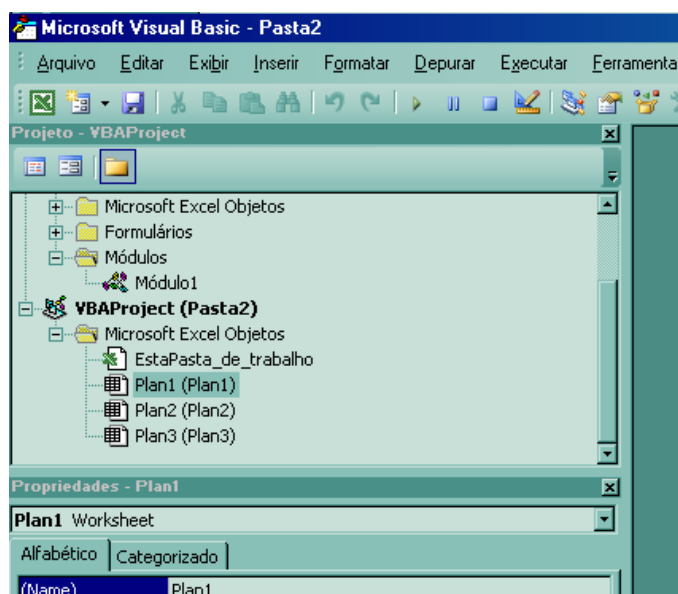 Microsoft Visual Basic - Pasta2
Arquivo Editar Exibir Inserir Formatar Depurar Executar Ferramenta
Projeto - VBAProject
Microsoft Excel Objetos
Formulários
Módulos
Módulo1
VBAProject (Pasta2)
Microsoft Excel Objetos
EstaPasta_de_trabalho
Plan1 (Plan1)
Plan2 (Plan2)
Plan3 (Plan3)
Propriedades - Plan1
Plan1 Worksheet
Alfabético Categorizado
(Name) Plan1